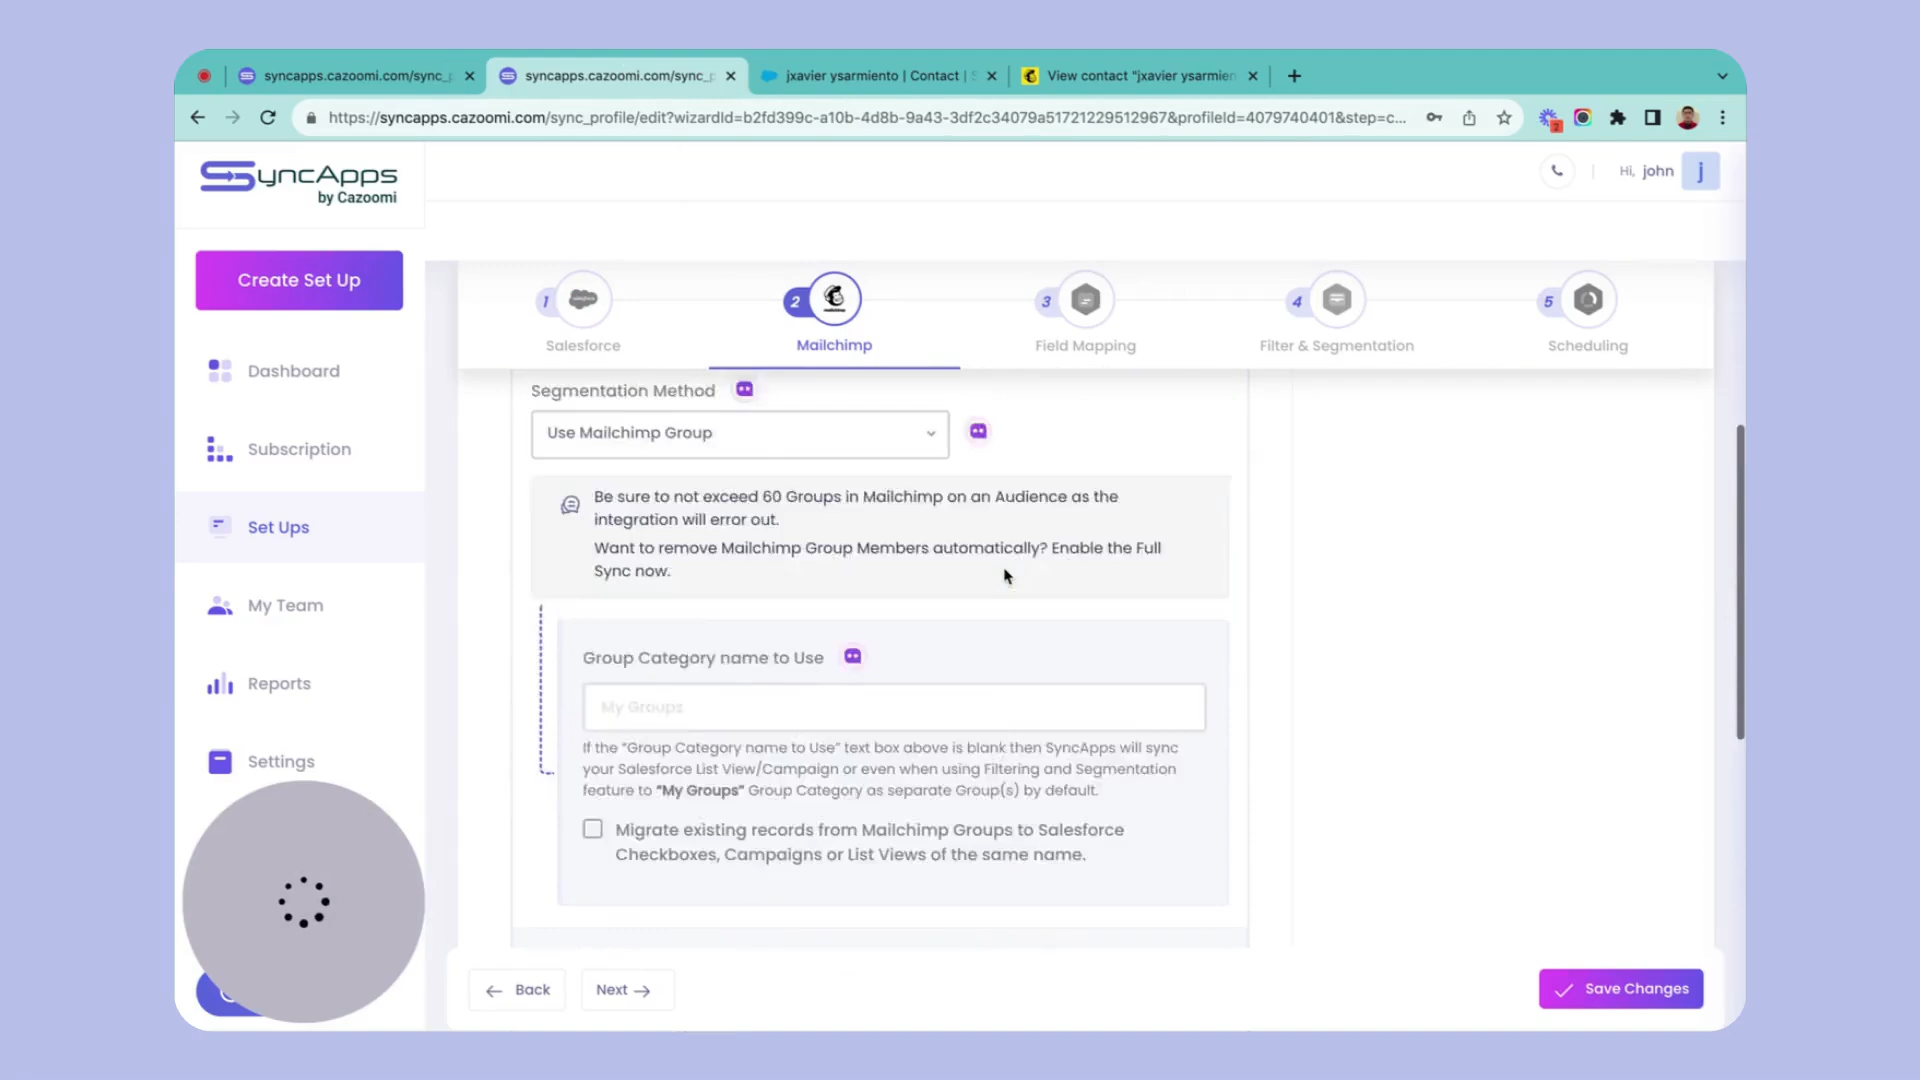 syncapps.cazoomi.com/sync_p
syncapps.cazoomi.com/sync_p
jxavier ysarmiento | Contact |
View contact "jxavier ysarmien
https://syncapps.cazoomi.com/sync_profile/edit?wizardId=b2fd399c-a10b-4d8b-9a43-3df2c34079a51721229512967&profileId=4079740401&step=c...
2
SyncApps
by Cazoomi
Hi, john
j
Create Set Up
Dashboard
Subscription
Set Ups
My Team
Reports
Settings
1
salesforce
Salesforce
2
mailchimp
Mailchimp
3
Field Mapping
4
Filter & Segmentation
5
Scheduling
Segmentation Method
Use Mailchimp Group
Be sure to not exceed 60 Groups in Mailchimp on an Audience as the
integration will error out.
Want to remove Mailchimp Group Members automatically? Enable the Full
Sync now.
Group Category name to Use
My Groups
If the "Group Category name to Use" text box above is blank then SyncApps will sync
your Salesforce List View/Campaign or even when using Filtering and Segmentation
feature to "My Groups" Group Category as separate Group(s) by default.
Migrate existing records from Mailchimp Groups to Salesforce
Checkboxes, Campaigns or List Views of the same name.
Back
Next
Save Changes